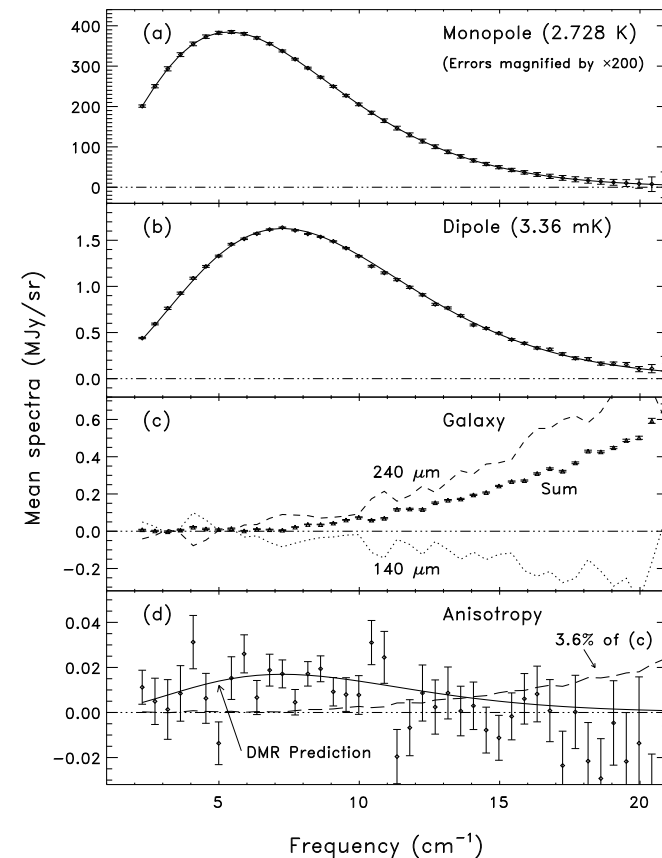 (a)
Monopole (2.728 K)
(Errors magnified by ×200)
400
300
200
100
0
(b)
Dipole (3.36 mK)
1.5
1.0
0.5
0.0
Mean spectra (MJy/sr)
(c)
Galaxy
0.6
0.4
0.2
0.0
−0.2
240 μm
Sum
140 μm
(d)
Anisotropy
3.6% of (c)
0.04
0.02
0.00
−0.02
DMR Prediction
5
10
15
20
Frequency (cm⁻¹)